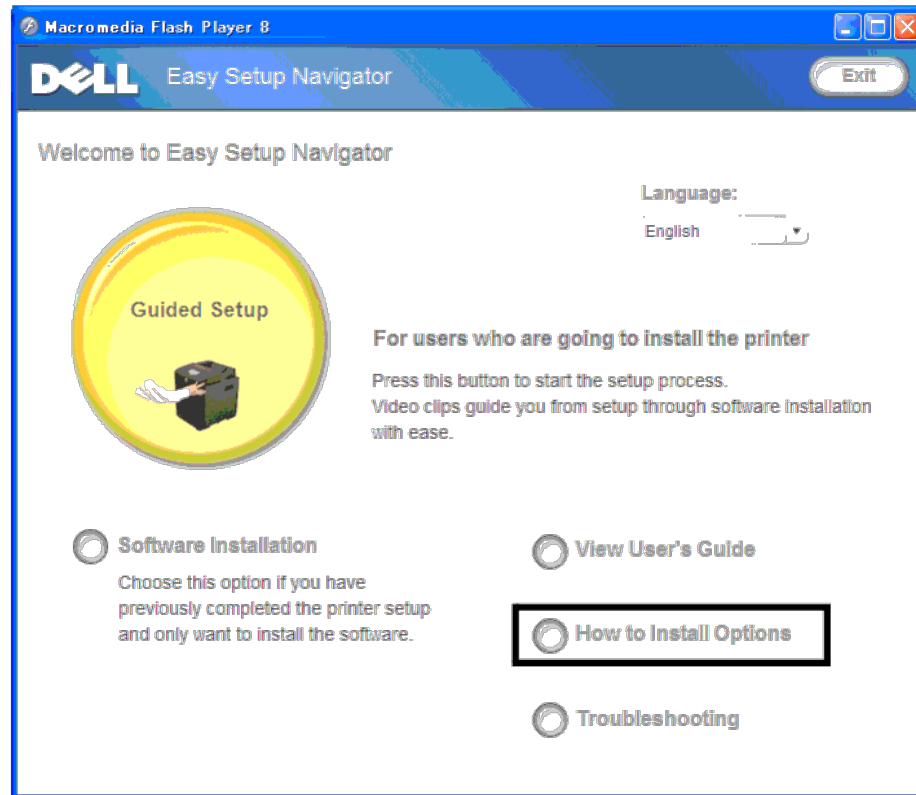 Macromedia Flash Player 8
DELL Easy Setup Navigator
Exit
Welcome to Easy Setup Navigator
Language:
English
Guided Setup
For users who are going to install the printer
Press this button to start the setup process.
Video clips guide you from setup through software installation
with ease.
Software Installation
Choose this option if you have
previously completed the printer setup
and only want to install the software.
View User's Guide
How to Install Options
Troubleshooting